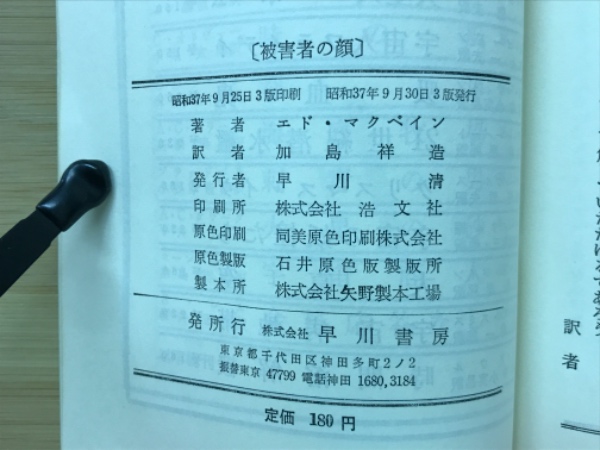 〔被害者の顔〕
昭和37年9月25日3版印刷 昭和37年9月30日3版発行
著者 エド・マクベイン
訳者 加島祥造
発行者 早川清
印刷所 株式会社 浩文社
原色印刷 同美原色印刷株式会社
原色製版 石井原色版製版所
製本所 株式会社矢野製本工場
発所行 株式会社 早川書房
東京都千代田区神田多町2ノ2
振替東京 47799 電話神田 1680,3184
定価 180円
訳者